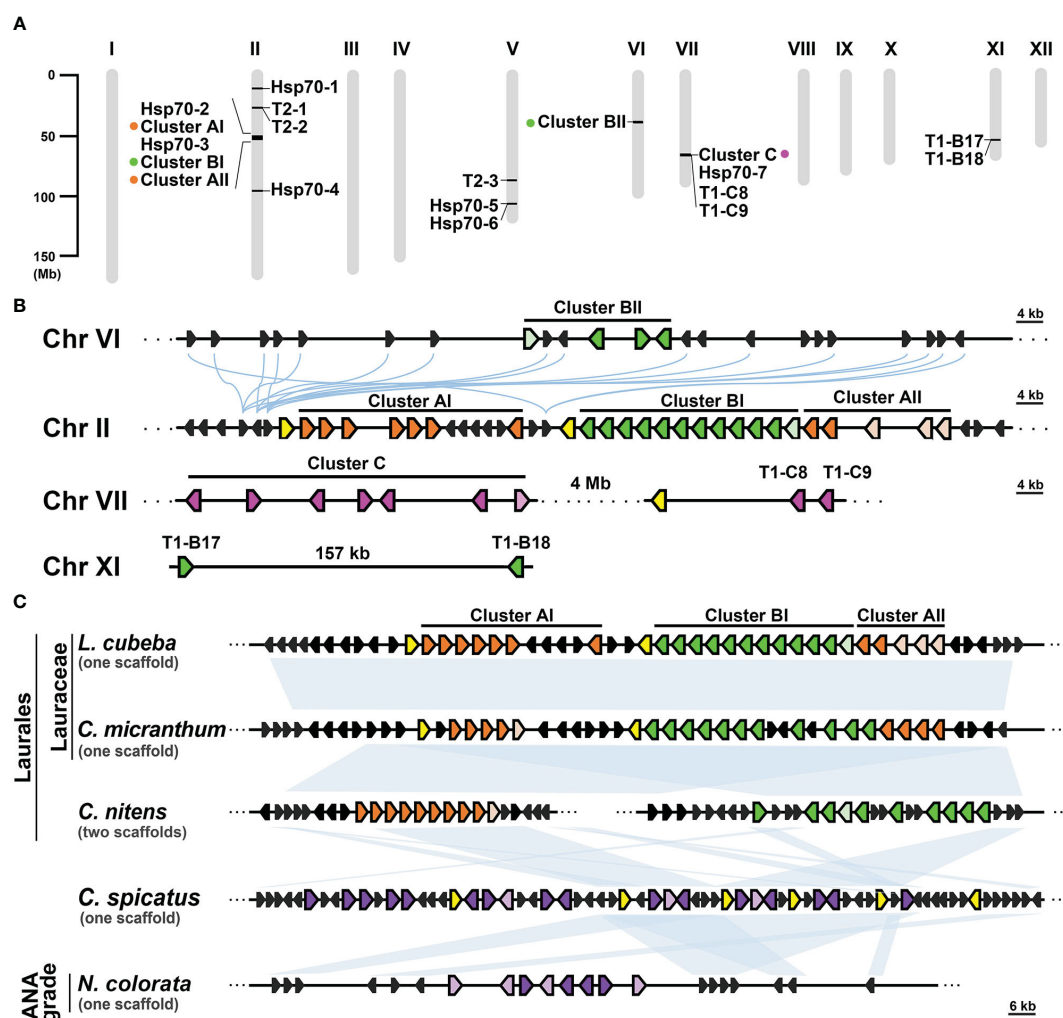 A
I II III IV V VI VII VIII IX X XI XII
0
50
100
150
(Mb)
Hsp70-2
Cluster AI
Hsp70-3
Cluster BI
Cluster AII
Hsp70-1
T2-1
T2-2
Hsp70-4
T2-3
Hsp70-5
Hsp70-6
Cluster BII
Cluster C
Hsp70-7
T1-C8
T1-C9
T1-B17
T1-B18
B
Cluster BII
4 kb
Chr VI
Cluster AI Cluster BI Cluster AII
4 kb
Chr II
Cluster C
4 Mb
T1-C8 T1-C9
4 kb
Chr VII
T1-B17 157 kb T1-B18
Chr XI
C
Cluster AI Cluster BI Cluster AII
Laurales
Lauraceae
L. cubeba
(one scaffold)
C. micranthum
(one scaffold)
C. nitens
(two scaffolds)
C. spicatus
(one scaffold)
ANA
grade
N. colorata
(one scaffold)
6 kb